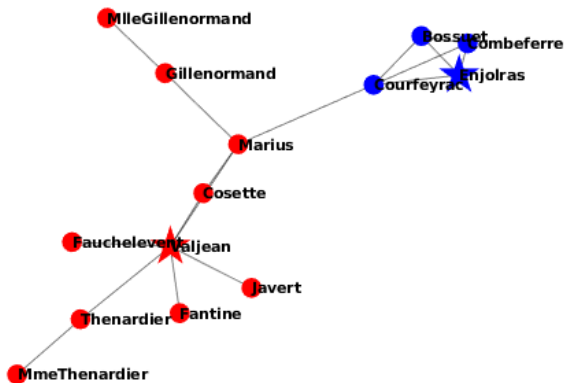 MlleGillenormand
Bossuet
Combeferre
Gillenormand
Enjolras
Courfeyrac
Marius
Cosette
Fauchelevent
Valjean
Javert
Fantine
Thenardier
MmeThenardier